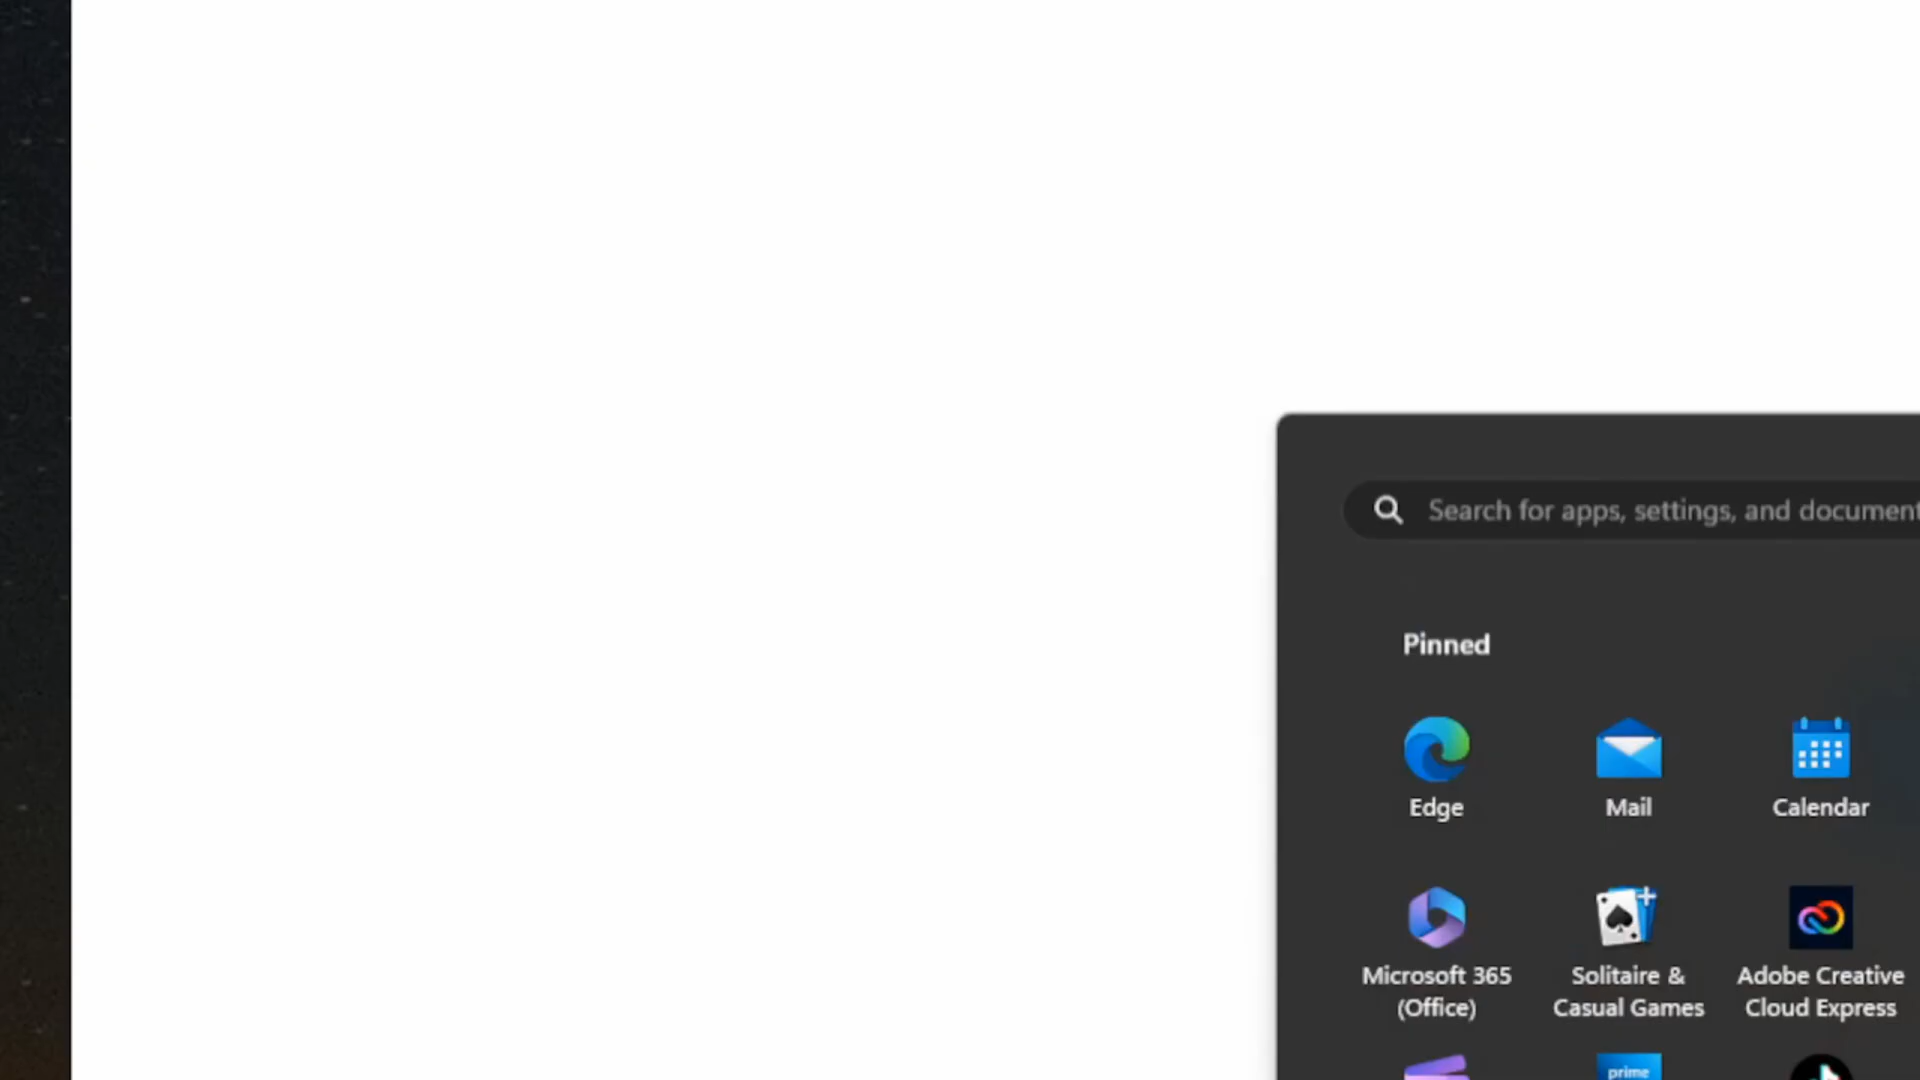 Search for apps, settings, and document
Pinned
Edge
Mail
Calendar
Microsoft 365
(Office)
Solitaire &
Casual Games
Adobe Creative
Cloud Express
prime